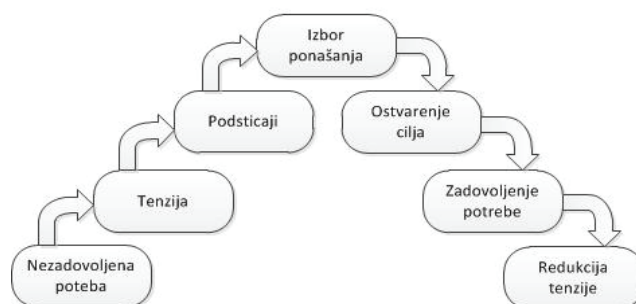 Nezadovoljena
poteba
Tenzija
Podsticaji
Izbor
ponašanja
Ostvarenje
cilja
Zadovoljenje
potrebe
Redukcija
tenzije